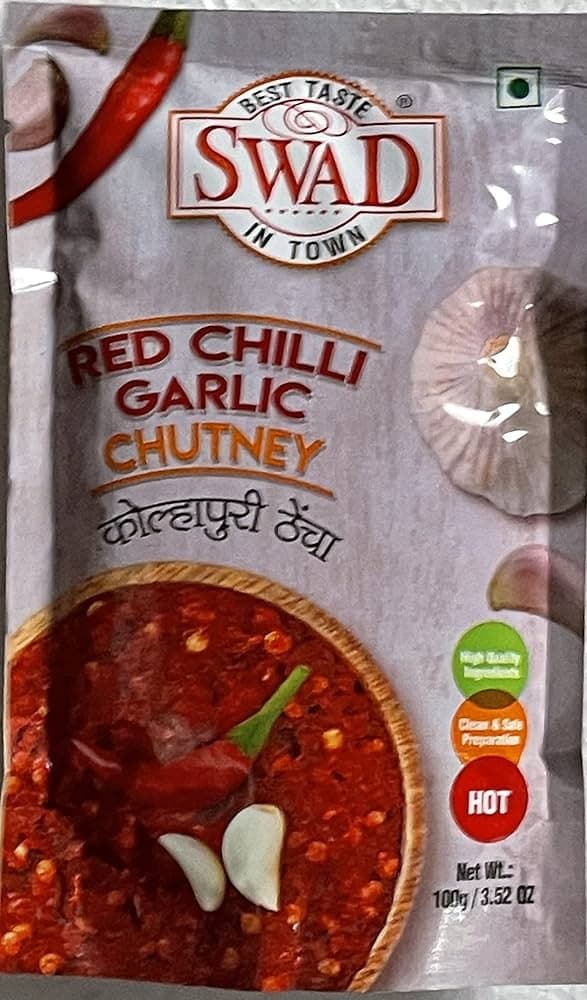 BEST TASTE
®
SWAD
IN TOWN
RED CHILLI
GARLIC
CHUTNEY
कोल्हापुरी ठेंचा
High Quality
Ingredients
Clean & Safe
Preparation
HOT
Net Wt.:
100g / 3.52 OZ